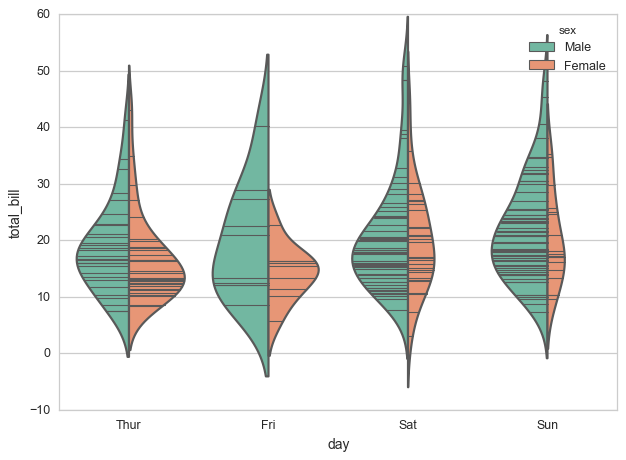 60
50
40
30
20
10
0
−10
total_bill
Thur Fri Sat Sun
day
sex
Male
Female